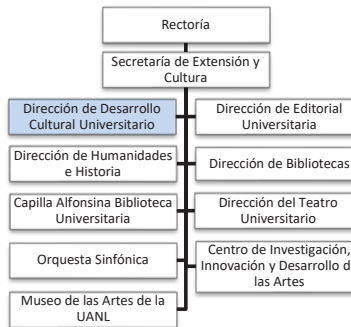 Rectoría
Secretaría de Extensión y
Cultura
Dirección de Desarrollo
Cultural Universitario
Dirección de Editorial
Universitaria
Dirección de Humanidades
e Historia
Dirección de Bibliotecas
Capilla Alfonsina Biblioteca
Universitaria
Dirección del Teatro
Universitario
Orquesta Sinfónica
Centro de Investigación,
Innovación y Desarrollo d
las Artes
Museo de las Artes de la
UANL